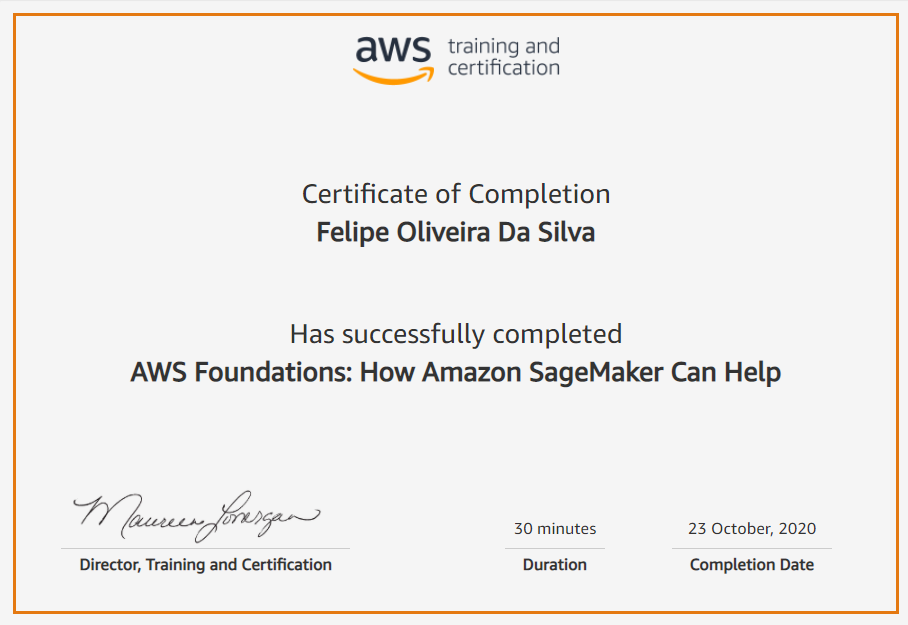 aws training and
certification
Certificate of Completion
Felipe Oliveira Da Silva
Has successfully completed
AWS Foundations: How Amazon SageMaker Can Help
Maureen Lonergan
Director, Training and Certification
30 minutes
Duration
23 October, 2020
Completion Date